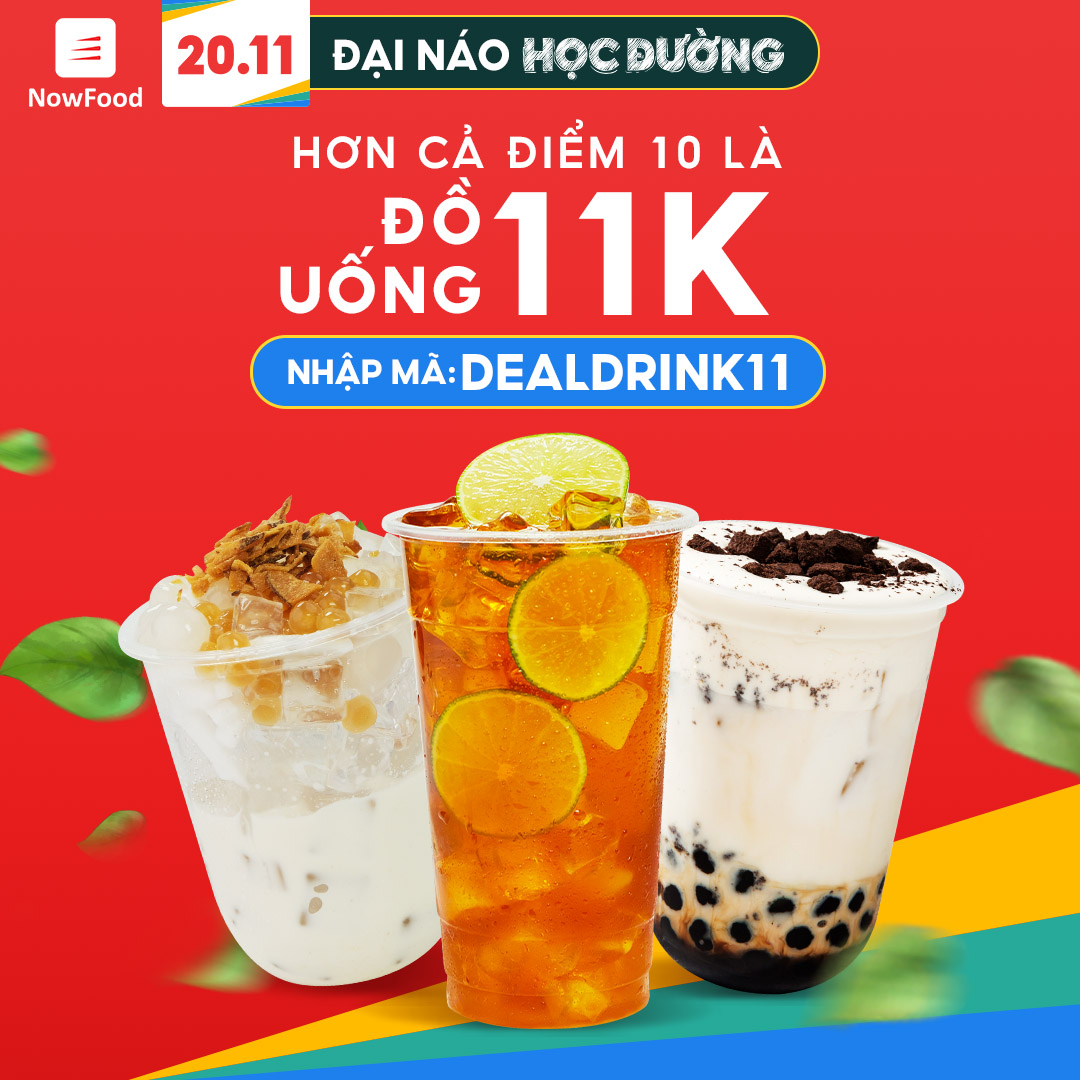 NowFood
20.11
ĐẠI NÁO HỌC ĐƯỜNG
HƠN CẢ ĐIỂM 10 LÀ
ĐỒ
UỐNG 11K
NHẬP MÃ: DEALDRINK11